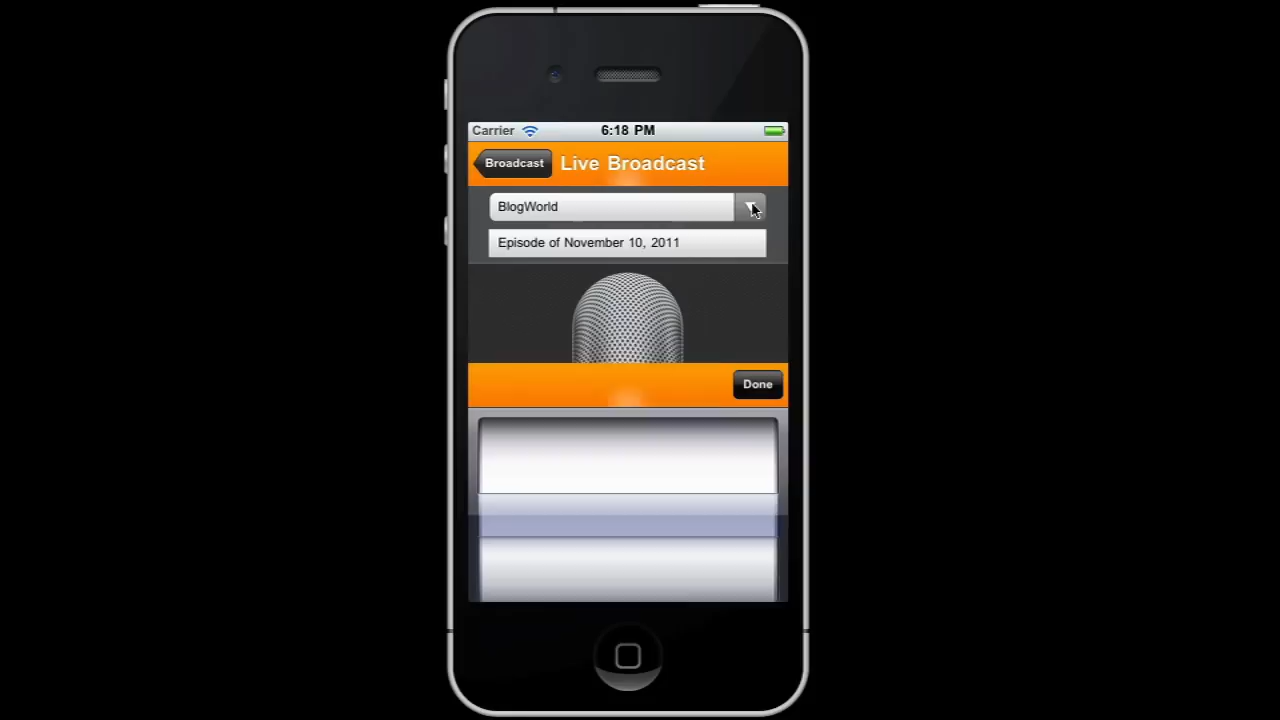 Carrier 6:18 PM
Broadcast Live Broadcast
BlogWorld
Episode of November 10, 2011
Done